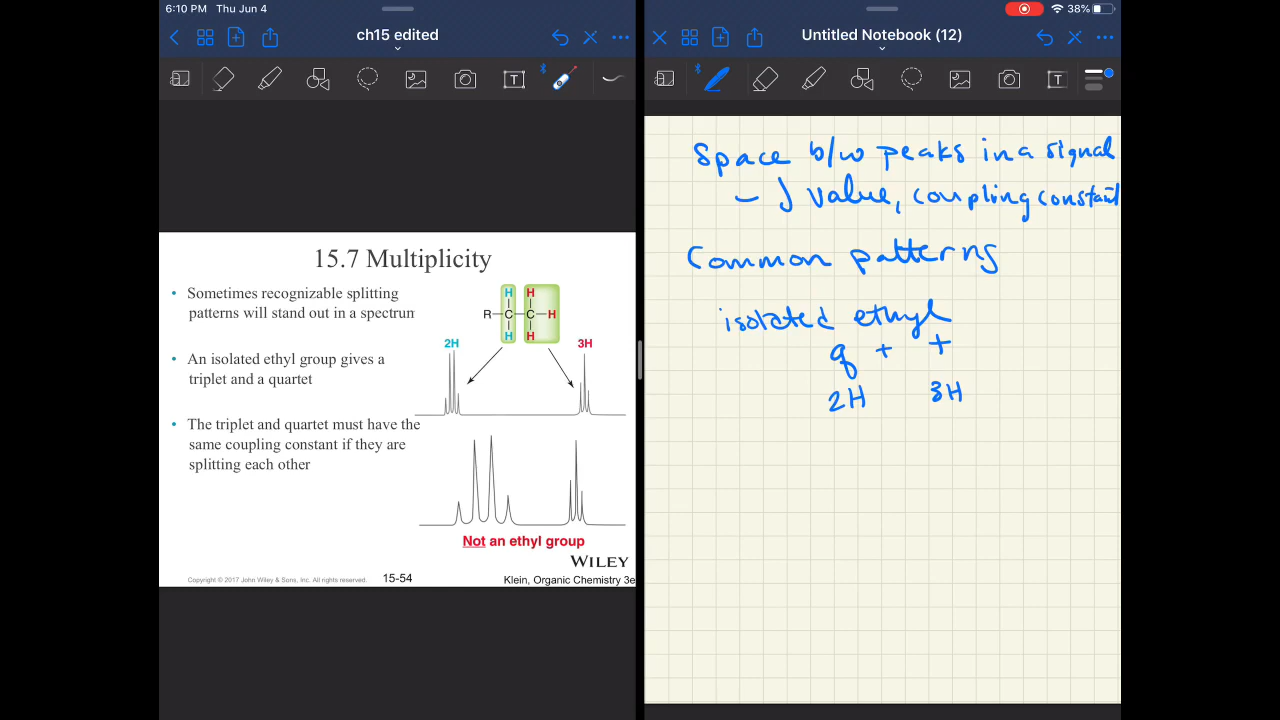 6:10 PM Thu Jun 4
38%
ch15 edited
Untitled Notebook (12)
T
T
15.7 Multiplicity
Sometimes recognizable splitting
patterns will stand out in a spectrum
An isolated ethyl group gives a
triplet and a quartet
The triplet and quartet must have the
same coupling constant if they are
splitting each other
H H
R C C H
H H
2H 3H
Not an ethyl group
WILEY
Copyright © 2017 John Wiley & Sons, Inc. All rights reserved. 15-54 Klein, Organic Chemistry 3e
Space b/w peaks in a signal
– J value, coupling constant
Common patterns
isolated ethyl
q + t
2H 3H